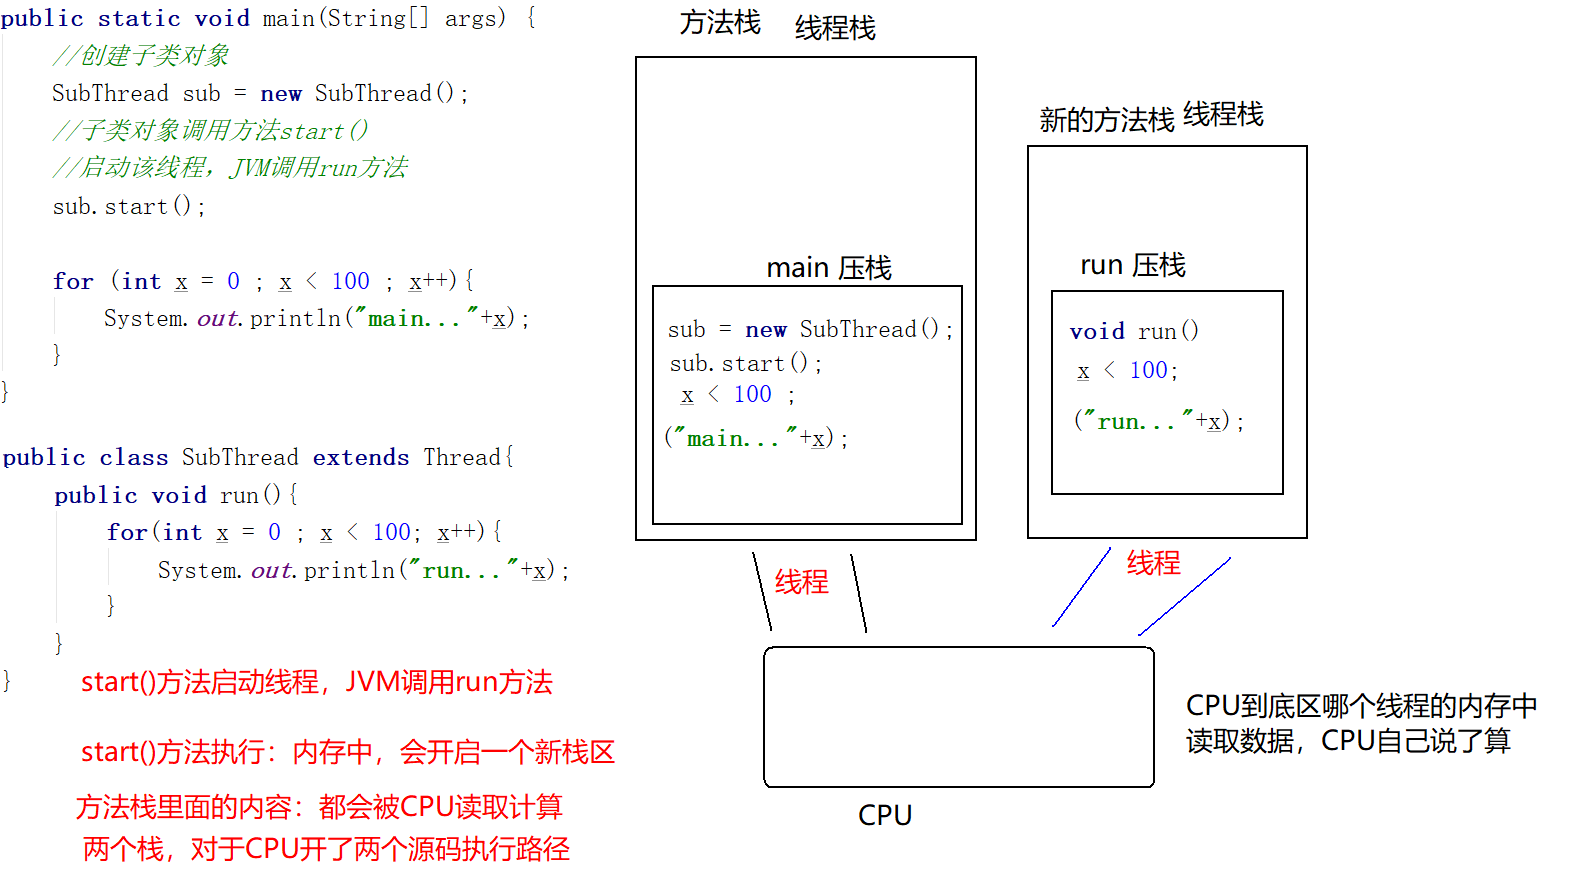 public static void main(String[] args) {
//创建子类对象
SubThread sub = new SubThread();
//子类对象调用方法start()
//启动该线程，JVM调用run方法
sub.start();
for (int x = 0 ; x < 100 ; x++){
System.out.println("main..."+x);
}
}
public class SubThread extends Thread{
public void run(){
for(int x = 0 ; x < 100; x++){
System.out.println("run..."+x);
}
}
}
start()方法启动线程，JVM调用run方法
start()方法执行：内存中，会开启一个新栈区
方法栈里面的内容：都会被CPU读取计算
两个栈，对于CPU开了两个源码执行路径
方法栈 线程栈
main 压栈
sub = new SubThread();
sub.start();
x < 100 ;
("main..."+x);
线程
新的方法栈 线程栈
run 压栈
void run()
x < 100;
("run..."+x);
线程
CPU
CPU到底区哪个线程的内存中
读取数据，CPU自己说了算